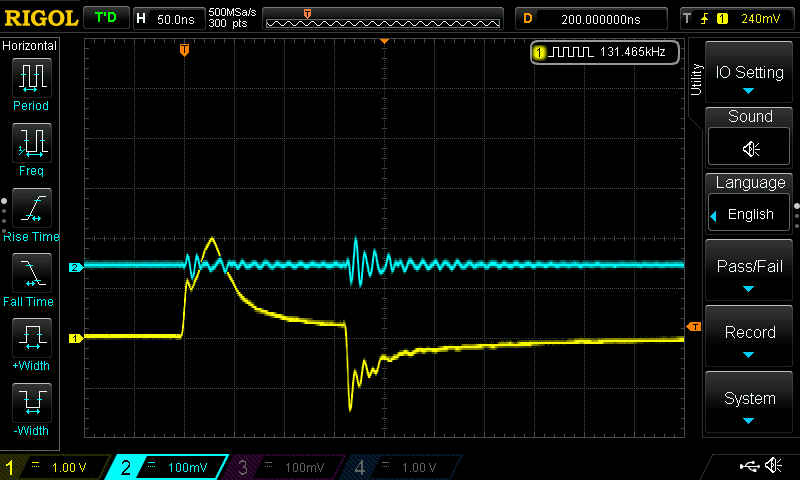 RIGOL T'D H 50.0ns 500MSa/s D 200.000000ns T 1 240mV
300 pts
T
Horizontal
1 131.465kHz
Utility
Period
Freq
Rise Time
Fall Time
+Width
-Width
IO Setting
Sound
Language
English
Pass/Fail
Record
System
2
1
T
1 1.00 V 2 100mV 3 100mV 4 1.00 V